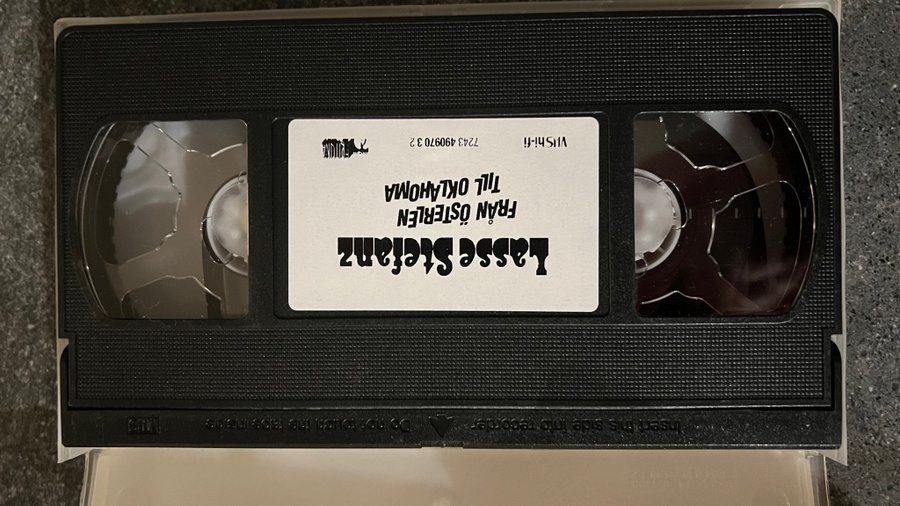 Lasse Stefanz
FRÅN ÖSTERLEN
TILL OKLAHOMA
VHS hi-fi 7243 490970 3 2
Insert this side into recorder Do not touch the tape inside VHS